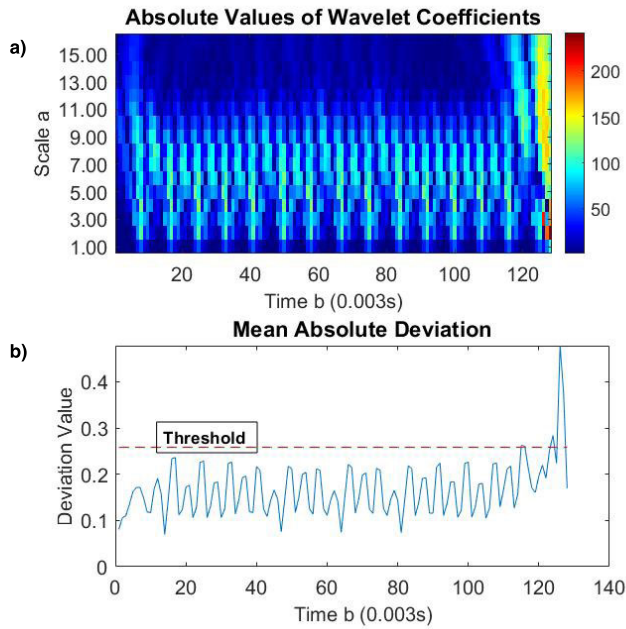 Absolute Values of Wavelet Coefficients
a)
15.00
13.00
11.00
9.00
7.00
5.00
3.00
1.00
Scale a
200
150
100
50
20 40 60 80 100 120
Time b (0.003s)
Mean Absolute Deviation
b)
0.4
0.3
0.2
0.1
0
Deviation Value
Threshold
0 20 40 60 80 100 120 140
Time b (0.003s)